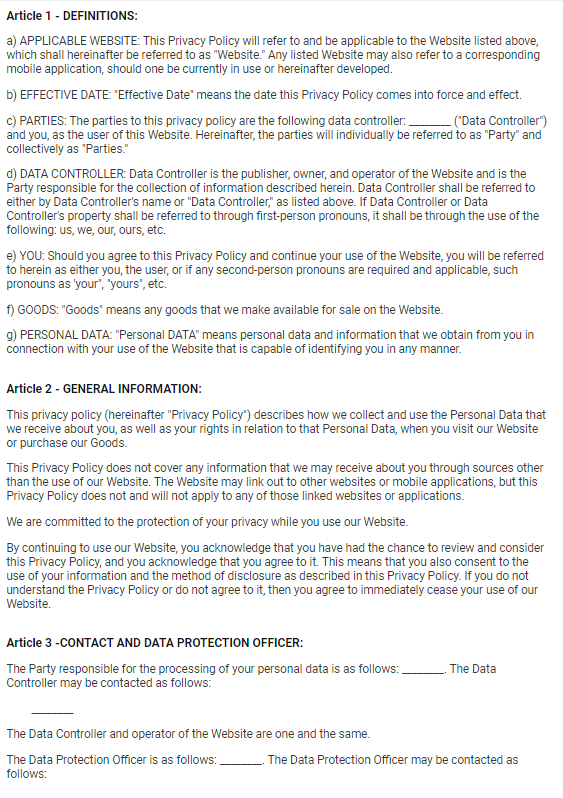 Article 1 - DEFINITIONS:
a) APPLICABLE WEBSITE: This Privacy Policy will refer to and be applicable to the Website listed above,
which shall hereinafter be referred to as "Website." Any listed Website may also refer to a corresponding
mobile application, should one be currently in use or hereinafter developed.
b) EFFECTIVE DATE: "Effective Date" means the date this Privacy Policy comes into force and effect.
c) PARTIES: The parties to this privacy policy are the following data controller: ________ ("Data Controller")
and you, as the user of this Website. Hereinafter, the parties will individually be referred to as "Party" and
collectively as "Parties."
d) DATA CONTROLLER: Data Controller is the publisher, owner, and operator of the Website and is the
Party responsible for the collection of information described herein. Data Controller shall be referred to
either by Data Controller's name or "Data Controller," as listed above. If Data Controller or Data
Controller's property shall be referred to through first-person pronouns, it shall be through the use of the
following: us, we, our, ours, etc.
e) YOU: Should you agree to this Privacy Policy and continue your use of the Website, you will be referred
to herein as either you, the user, or if any second-person pronouns are required and applicable, such
pronouns as 'your", "yours", etc.
f) GOODS: "Goods" means any goods that we make available for sale on the Website.
g) PERSONAL DATA: "Personal DATA" means personal data and information that we obtain from you in
connection with your use of the Website that is capable of identifying you in any manner.
Article 2 - GENERAL INFORMATION:
This privacy policy (hereinafter "Privacy Policy") describes how we collect and use the Personal Data that
we receive about you, as well as your rights in relation to that Personal Data, when you visit our Website
or purchase our Goods.
This Privacy Policy does not cover any information that we may receive about you through sources other
than the use of our Website. The Website may link out to other websites or mobile applications, but this
Privacy Policy does not and will not apply to any of those linked websites or applications.
We are committed to the protection of your privacy while you use our Website.
By continuing to use our Website, you acknowledge that you have had the chance to review and consider
this Privacy Policy, and you acknowledge that you agree to it. This means that you also consent to the
use of your information and the method of disclosure as described in this Privacy Policy. If you do not
understand the Privacy Policy or do not agree to it, then you agree to immediately cease your use of our
Website.
Article 3 -CONTACT AND DATA PROTECTION OFFICER:
The Party responsible for the processing of your personal data is as follows: ________. The Data
Controller may be contacted as follows:
________
The Data Controller and operator of the Website are one and the same.
The Data Protection Officer is as follows: ________. The Data Protection Officer may be contacted as
follows: